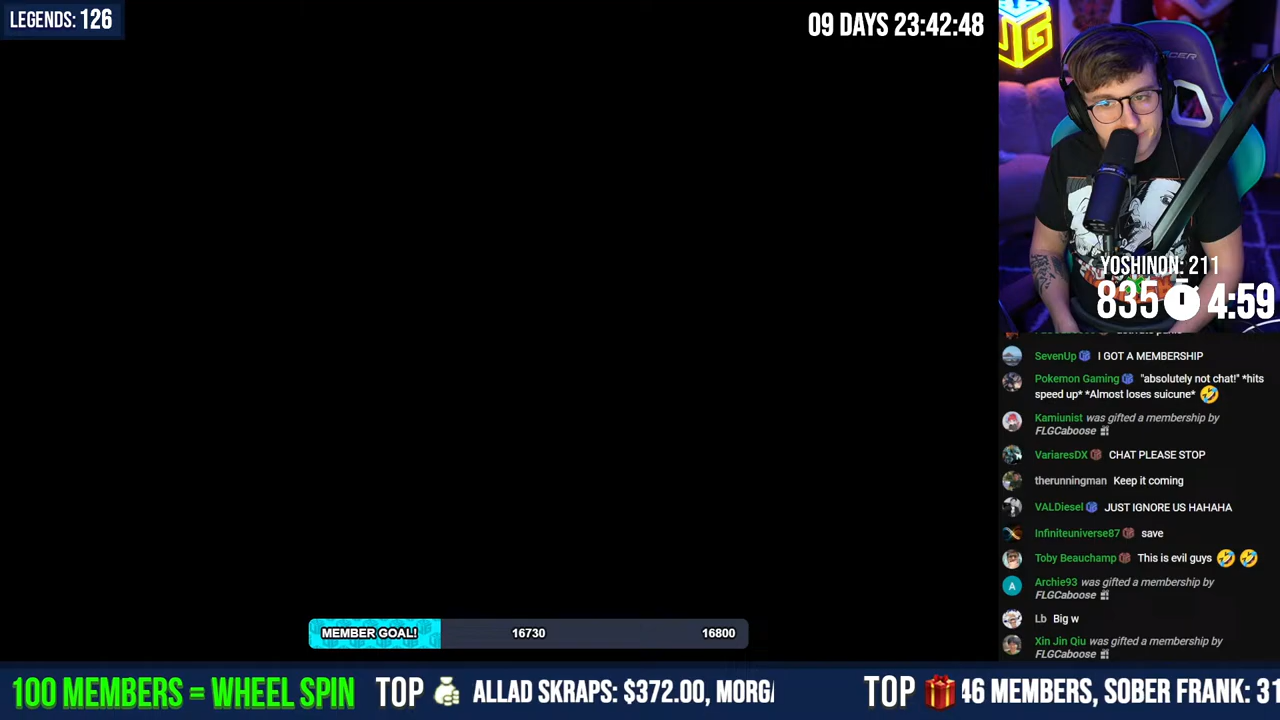 LEGENDS: 126
09 DAYS 23:42:48
YOSHINON: 211
835 4:59
SevenUp I GOT A MEMBERSHIP
Pokemon Gaming "absolutely not chat!" *hits
speed up* *Almost loses suicune*
Kamiunist was gifted a membership by
FLGCaboose
VariaresDX CHAT PLEASE STOP
therunningman Keep it coming
VALDiesel JUST IGNORE US HAHAHA
Infiniteuniverse87 save
Toby Beauchamp This is evil guys
A Archie93 was gifted a membership by
FLGCaboose
Lb Big w
Xin Jin Qiu was gifted a membership by
FLGCaboose
MEMBER GOAL! 16730 16800
100 MEMBERS = WHEEL SPIN TOP ALLAD SKRAPS: $372.00, MORGA TOP 46 MEMBERS, SOBER FRANK: 31